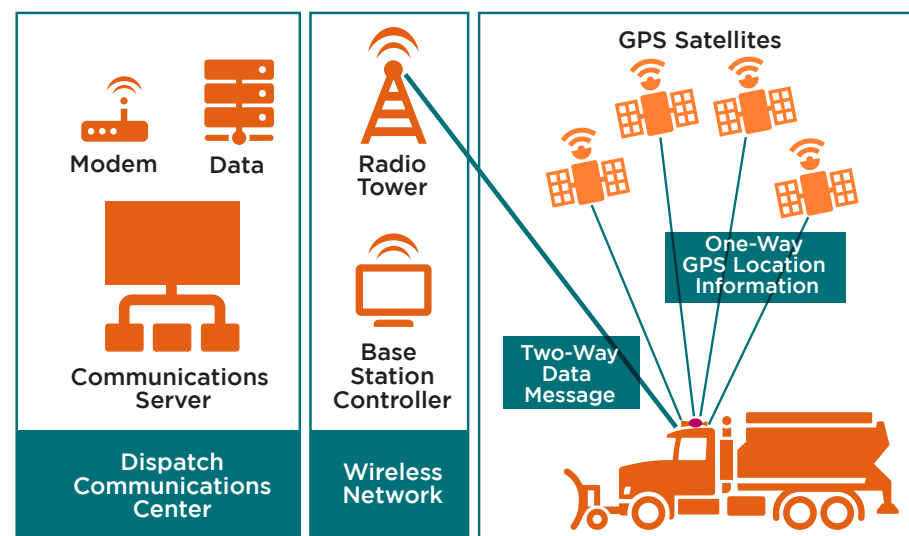 Modem
Data
Communications
Server
Dispatch
Communications
Center
Radio
Tower
Base
Station
Controller
Wireless
Network
GPS Satellites
One-Way
GPS Location
Information
Two-Way
Data
Message